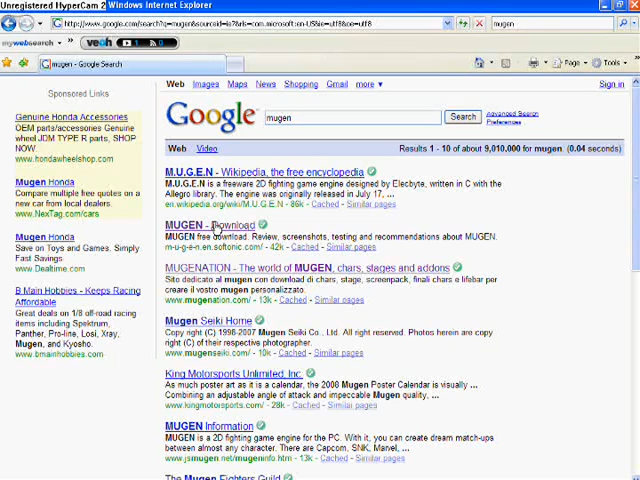 Unregistered HyperCam 2
Windows Internet Explorer
http://www.google.com/search?q=mugen&sourceid=ie7&rls=com.microsoft:en-US&ie=utf8&oe=utf8
mugen
mywebsearch
veoh
1
0
mugen - Google Search
Page
Tools
Web Images Maps News Shopping Gmail more ▼
Sign in
Google
mugen
Search
Advanced Search
Preferences
Web Video
Results 1 - 10 of about 9,010,000 for mugen. (0.04 seconds)
Sponsored Links
Genuine Honda Accessories
OEM parts/accessories Genuine
wheel JDM TYPE R parts, SHOP
NOW.
www.hondawheelshop.com
Mugen Honda
Compare multiple free quotes on a
new car from local dealers.
www.NexTag.com/cars
Mugen Honda
Save on Toys and Games. Simply
Fast Savings
www.Dealtime.com
B Main Hobbies - Keeps Racing
Affordable
Great deals on 1/8 off-road racing
items including Spektrum,
Panther, Pro-line, Losi, Xray,
Mugen, and Kyosho.
www.bmainhobbies.com
M.U.G.E.N - Wikipedia, the free encyclopedia
M.U.G.E.N is a freeware 2D fighting game engine designed by Elecbyte, written in C with the
Allegro library. The engine was originally released in July 17, ...
en.wikipedia.org/wiki/M.U.G.E.N - 86k - Cached - Similar pages
MUGEN - Download
MUGEN free download. Review, screenshots, testing and recommendations about MUGEN.
m-u-g-e-n.en.softonic.com/ - 42k - Cached - Similar pages
MUGENATION - The world of MUGEN, chars, stages and addons
Sito dedicato al mugen con download di chars, stage, screenpack, finali chars e lifebar per
creare il vostro mugen personalizzato.
www.mugenation.com/ - 13k - Cached - Similar pages
Mugen Seiki Home
Copy right (C) 1998-2007 Mugen Seiki Co., Ltd. All right reserved. Photos herein are copy
right (C) of their respective photographer.
www.mugenseiki.com/ - 10k - Cached - Similar pages
King Motorsports Unlimited, Inc.
As much poster art as it is a calendar, the 2008 Mugen Poster Calendar is visually ...
Combining an adjustable angle of attack and impeccable Mugen quality, ...
www.kingmotorsports.com/ - 28k - Cached - Similar pages
MUGEN Information
MUGEN is a 2D fighting game engine for the PC. With it, you can create dream match-ups
between almost any character. There are Capcom, SNK, Marvel, ...
www.jsmugen.net/mugeninfo.htm - 13k - Cached - Similar pages
The Mugen Fighters Guild